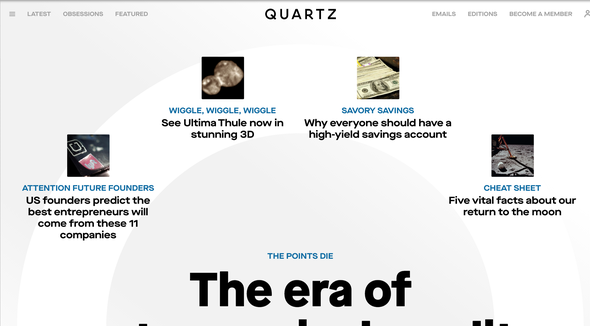 LATEST OBSESSIONS FEATURED QUARTZ EMAILS EDITIONS BECOME A MEMBER
WIGGLE, WIGGLE, WIGGLE
See Ultima Thule now in
stunning 3D
SAVORY SAVINGS
Why everyone should have a
high-yield savings account
ATTENTION FUTURE FOUNDERS
US founders predict the
best entrepreneurs will
come from these 11
companies
CHEAT SHEET
Five vital facts about our
return to the moon
THE POINTS DIE
The era of